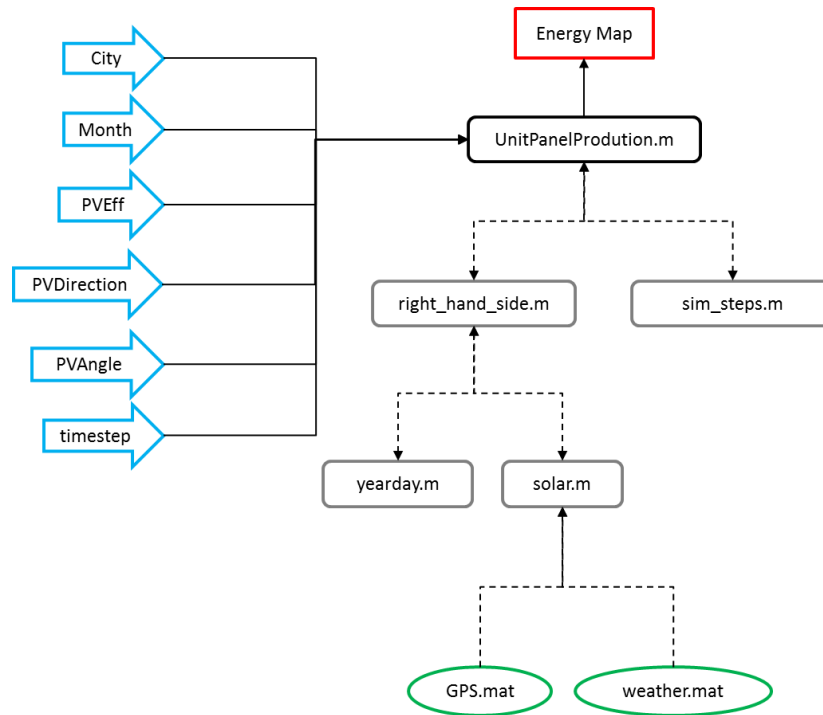 Energy Map
City
Month
UnitPanelProdution.m
PVEff
PVDirection
right_hand_side.m
sim_steps.m
PVAngle
timestep
yearday.m
solar.m
GPS.mat
weather.mat